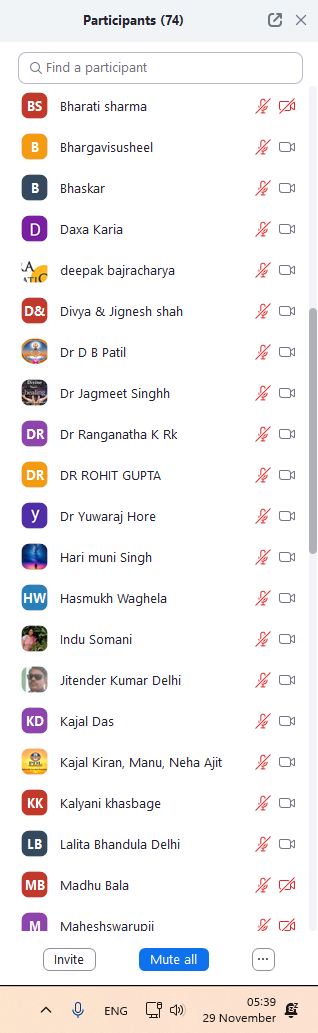 Participants (74)
Find a participant
BS Bharati sharma
B Bhargavisusheel
B Bhaskar
D Daxa Karia
deepak bajracharya
D& Divya & Jignesh shah
Dr D B Patil
Dr Jagmeet Singhh
DR Dr Ranganatha K Rk
DR DR ROHIT GUPTA
y Dr Yuwaraj Hore
Hari muni Singh
HW Hasmukh Waghela
Indu Somani
Jitender Kumar Delhi
KD Kajal Das
Kajal Kiran, Manu, Neha Ajit
KK Kalyani khasbage
LB Lalita Bhandula Delhi
MB Madhu Bala
M Maheshswarupji
Invite Mute all ...
05:39
ENG 29 November